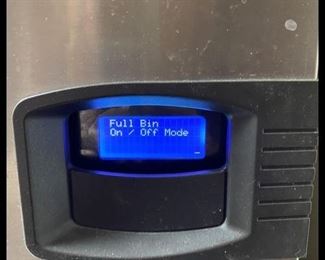 Full Bin
On / Off Mode